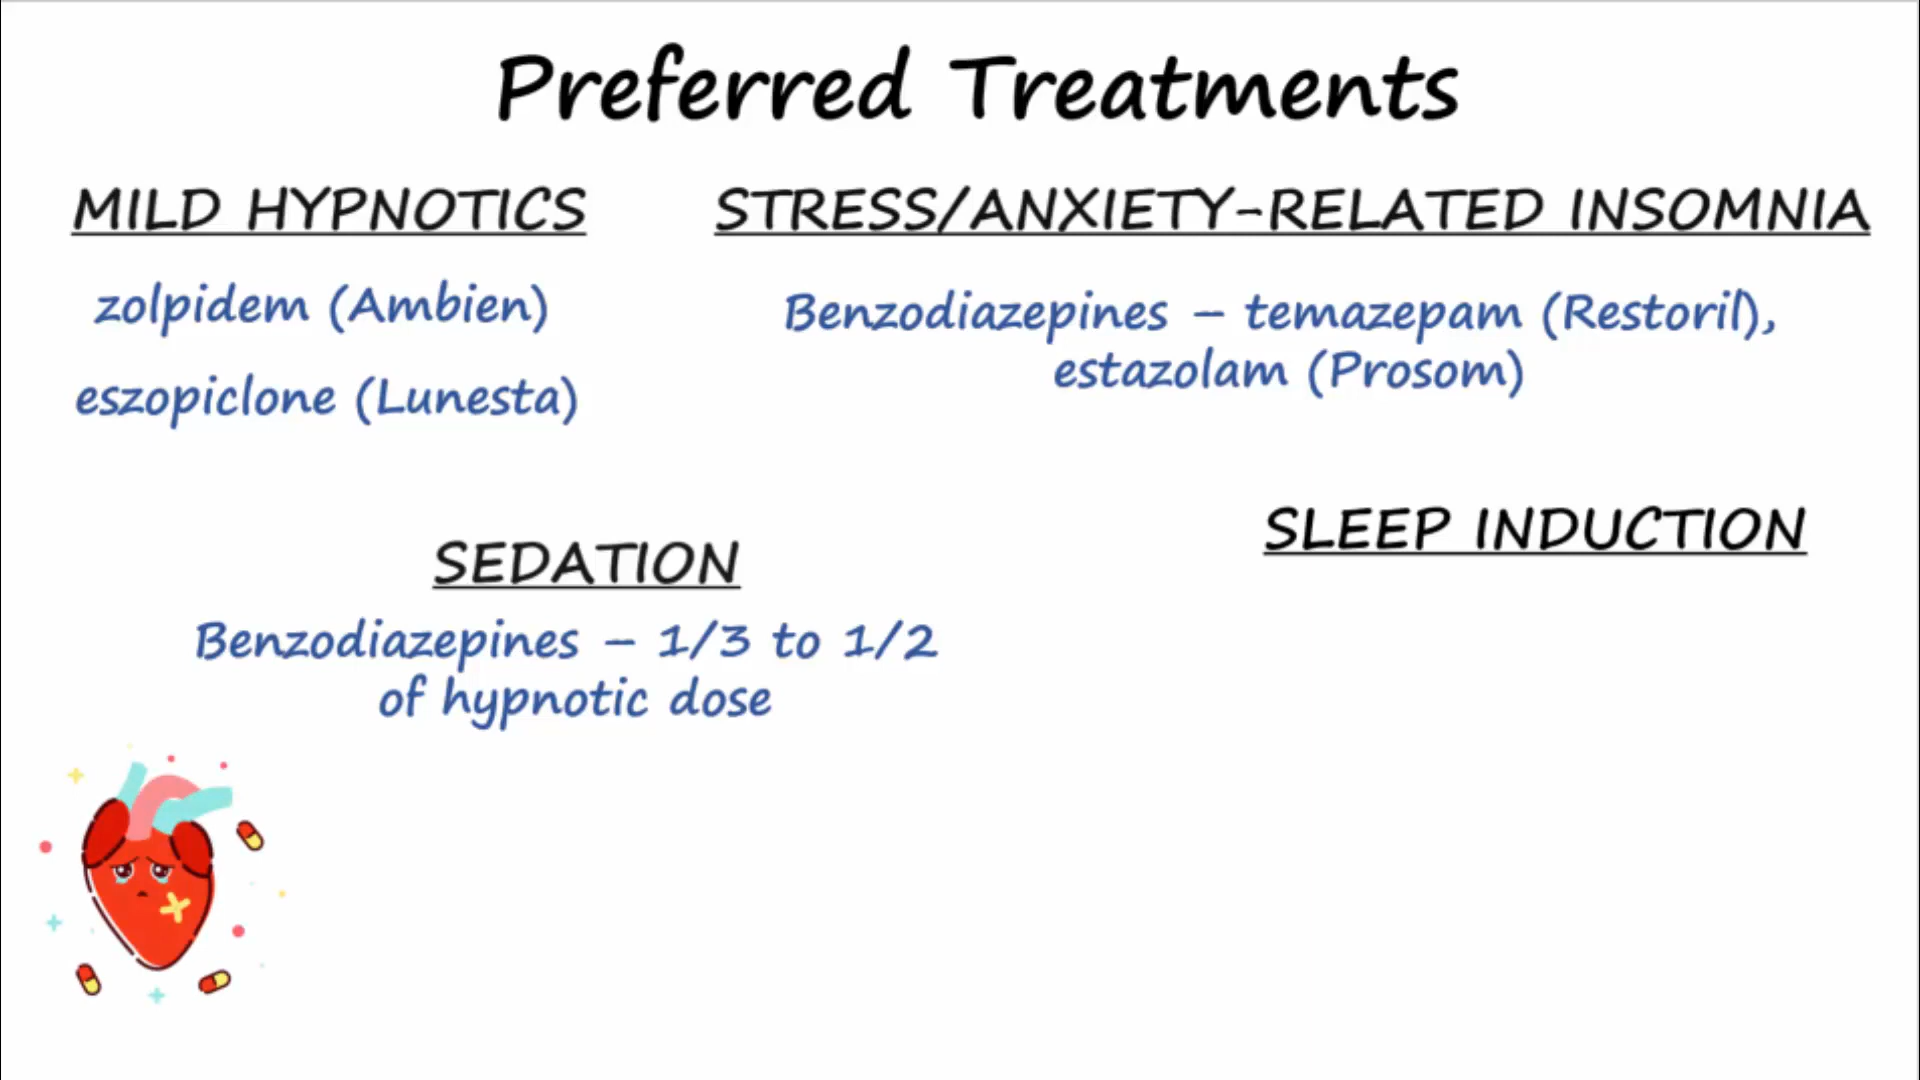 Preferred Treatments
MILD HYPNOTICS
zolpidem (Ambien)
eszopiclone (Lunesta)
STRESS/ANXIETY-RELATED INSOMNIA
Benzodiazepines – temazepam (Restoril),
estazolam (Prosom)
SEDATION
Benzodiazepines – 1/3 to 1/2
of hypnotic dose
SLEEP INDUCTION